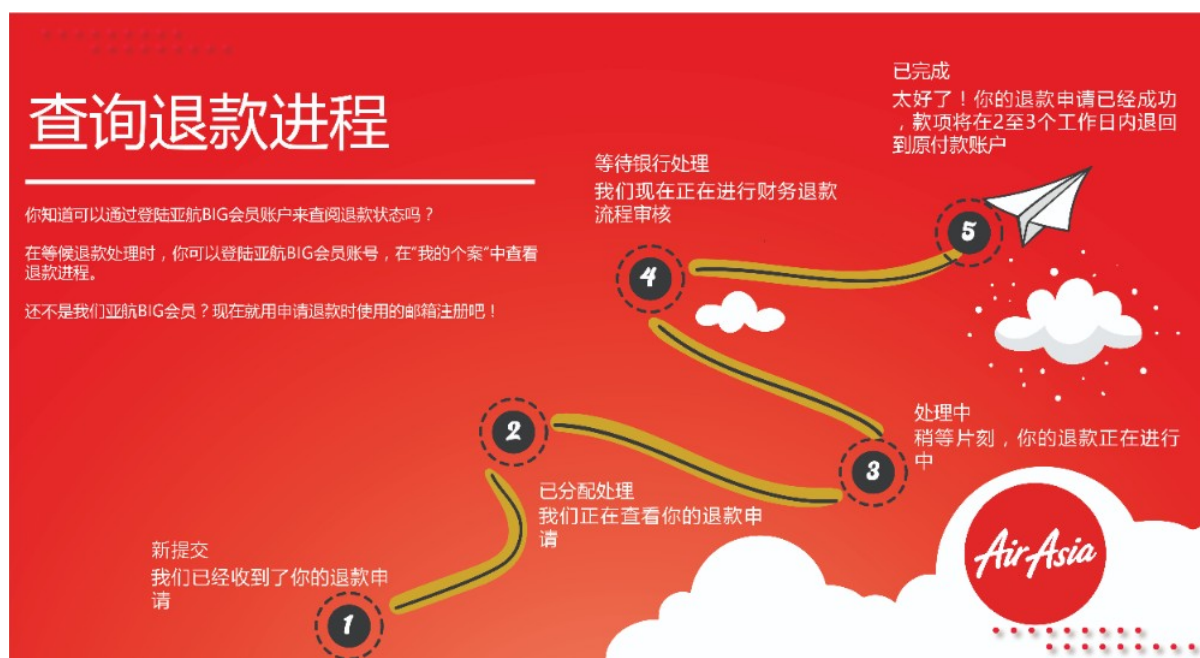 查询退款进程
你知道可以通过登陆亚航BIG会员账户来查阅退款状态吗？
在等候退款处理时，你可以登陆亚航BIG会员账号，在"我的个案"中查看
退款进程。
还不是我们亚航BIG会员？现在就用申请退款时使用的邮箱注册吧！
1
新提交
我们已经收到了你的退款申
请
2
已分配处理
我们正在查看你的退款申
请
3
处理中
稍等片刻，你的退款正在进行
中
4
等待银行处理
我们现在正在进行财务退款
流程审核
5
已完成
太好了！你的退款申请已经成功
，款项将在2至3个工作日内退回
到原付款账户
AirAsia